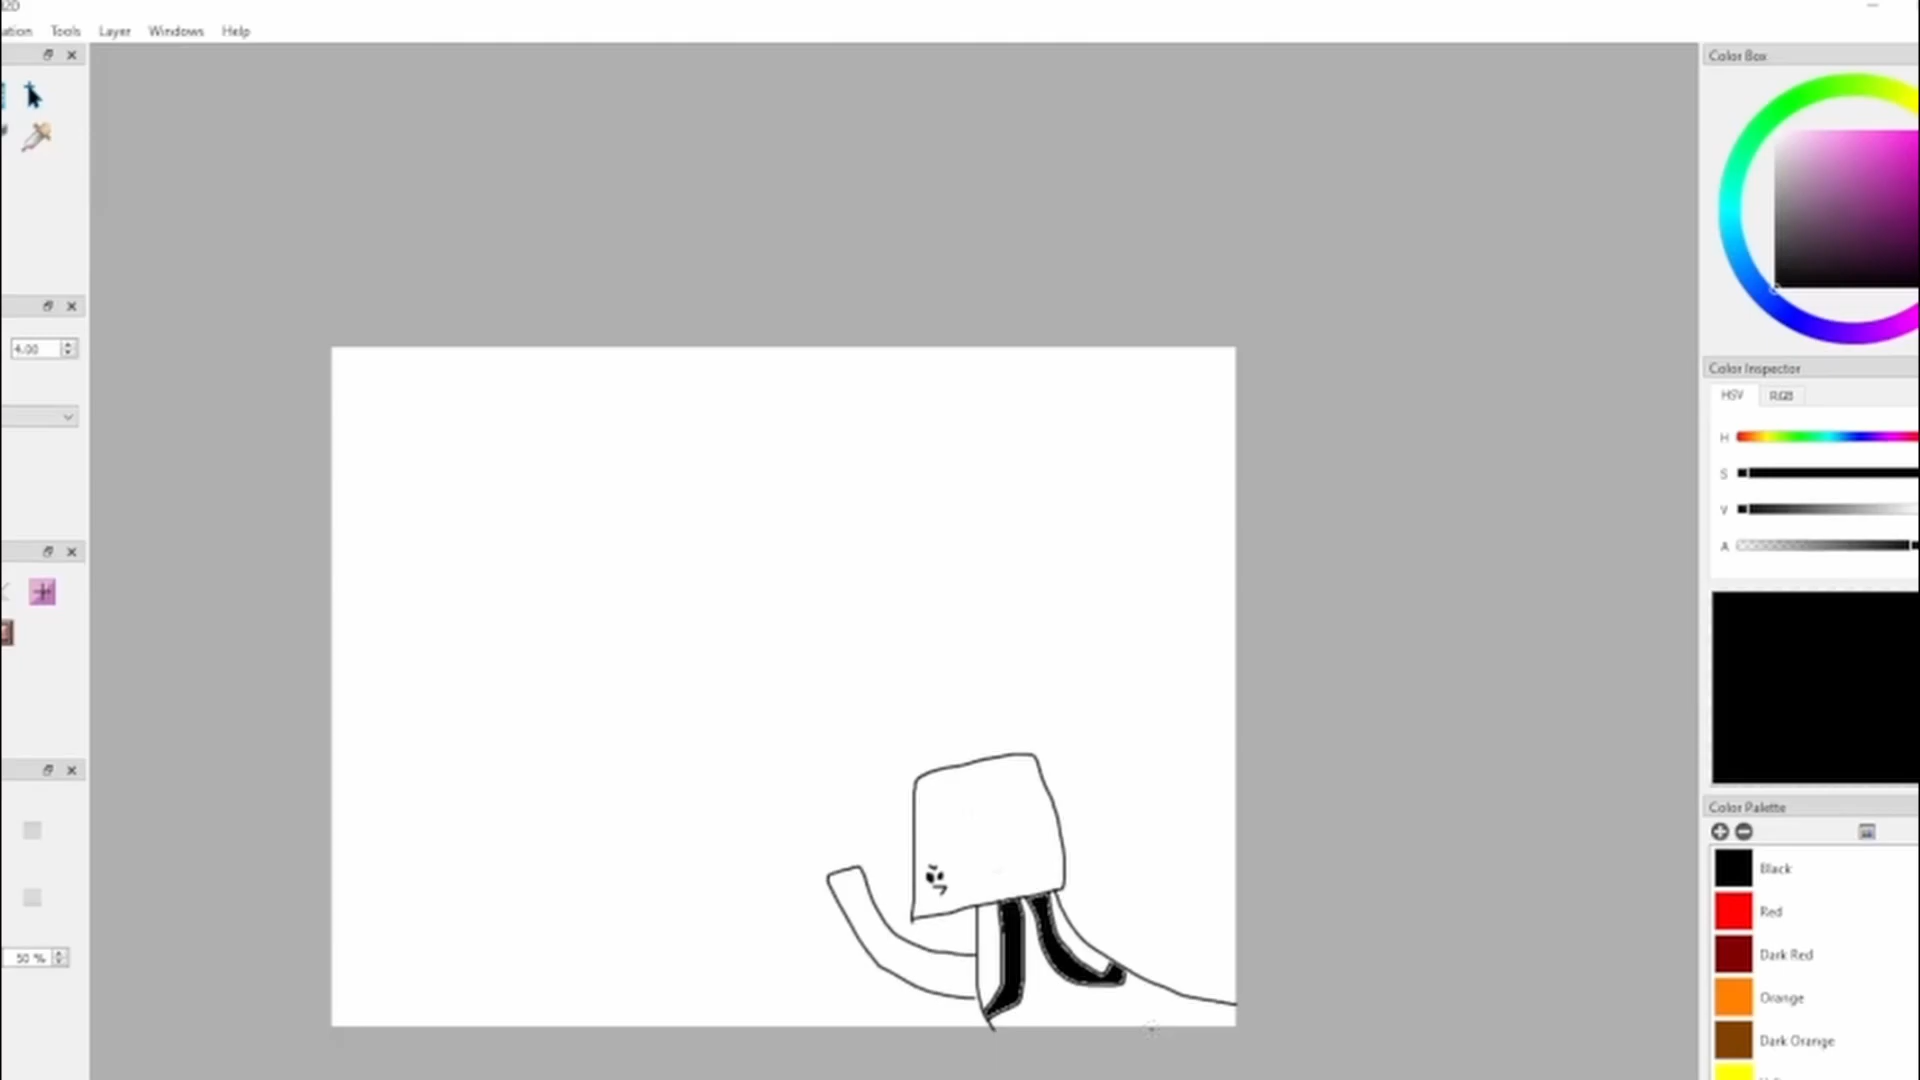 Tools Layer Windows Help
Color Box
4.00
Color Inspector
HSV RGB
H
S
V
A
Color Palette
Black
Red
Dark Red
50 %
Orange
Dark Orange